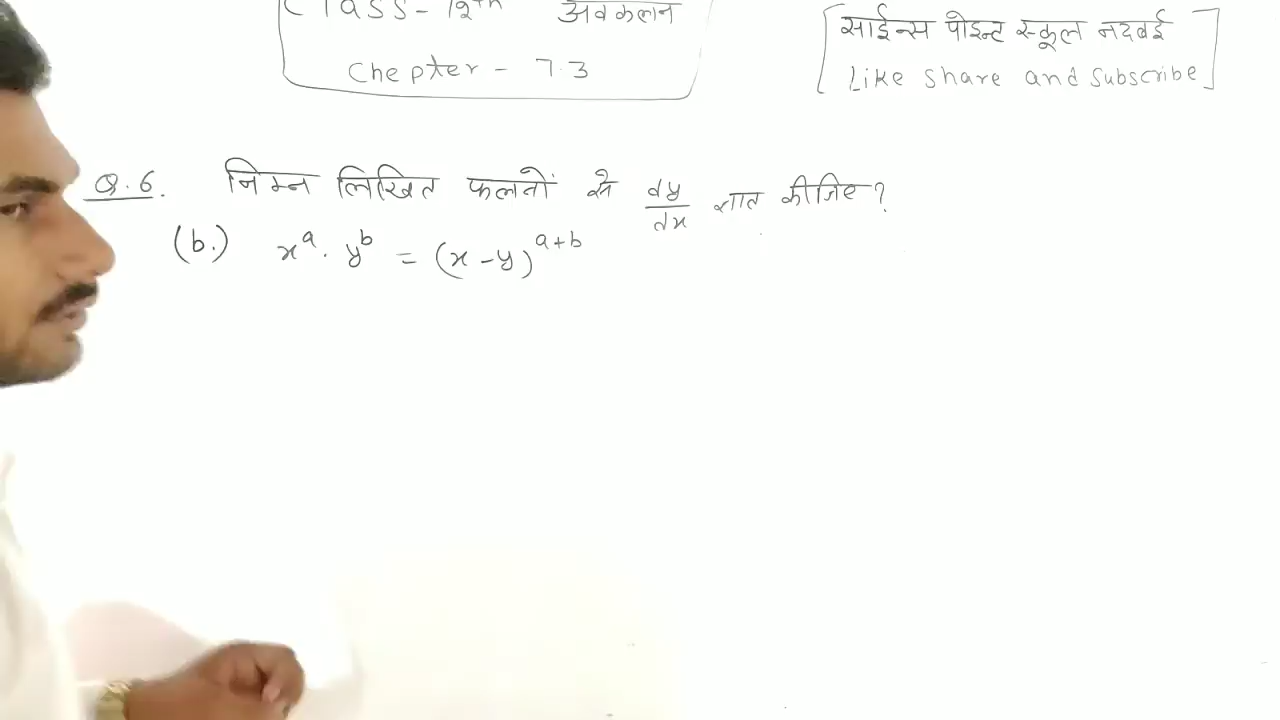 Class-12th अवकलन
Chepter - 7.3
साईन्स पोइन्ट स्कूल नदबई
Like Share and Subscribe
Q.6. निम्न लिखित फलनों से dy/dx ज्ञात कीजिए?
(b.) x^a . y^b = (x-y)^{a+b}